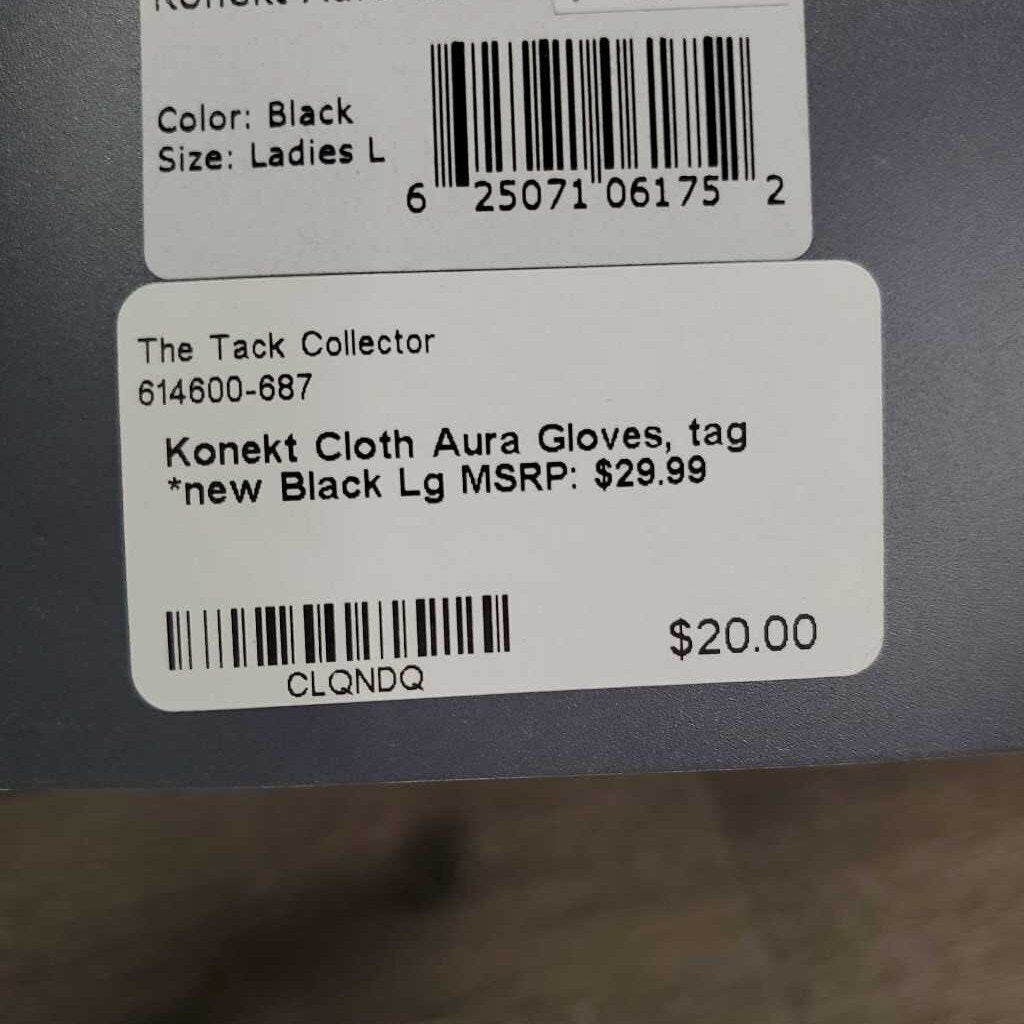 Konekt
Color: Black
Size: Ladies L
6 25071 06175 2
The Tack Collector
614600-687
Konekt Cloth Aura Gloves, tag
*new Black Lg MSRP: $29.99
CLQNDQ
$20.00